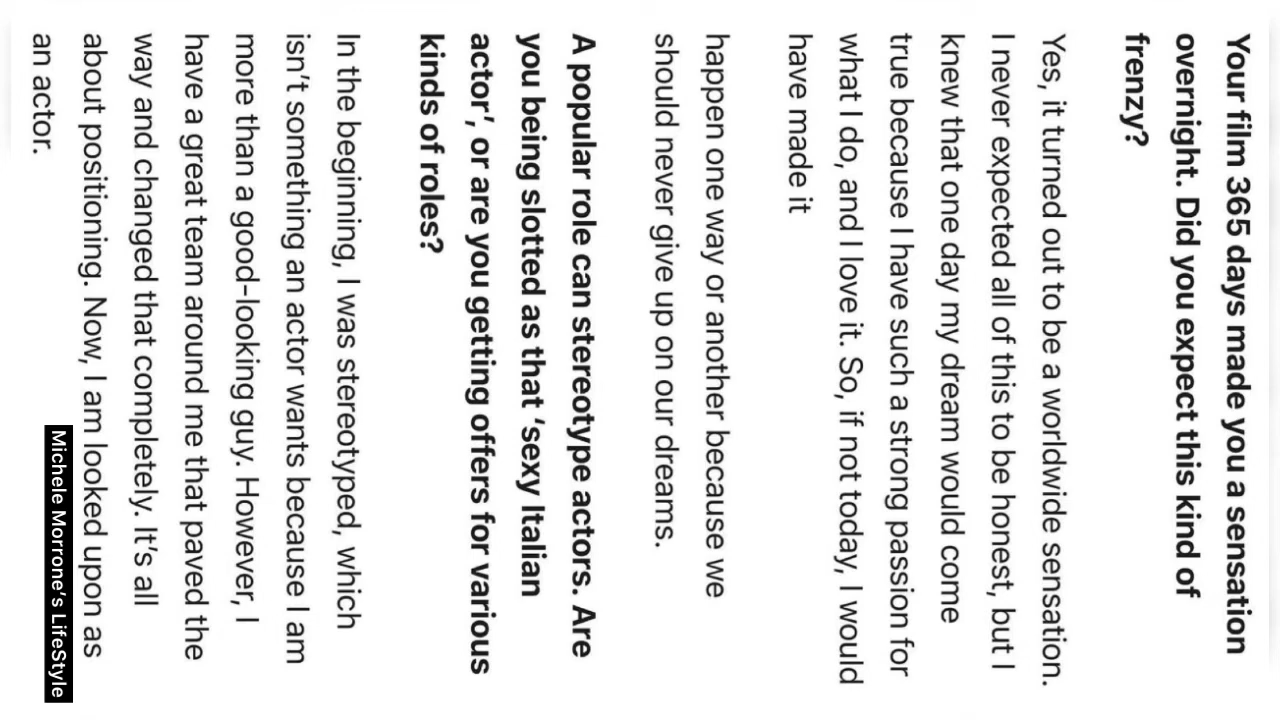 Your film 365 days made you a sensation
overnight. Did you expect this kind of
frenzy?
Yes, it turned out to be a worldwide sensation.
I never expected all of this to be honest, but I
knew that one day my dream would come
true because I have such a strong passion for
what I do, and I love it. So, if not today, I would
have made it
happen one way or another because we
should never give up on our dreams.
A popular role can stereotype actors. Are
you being slotted as that ‘sexy Italian
actor’, or are you getting offers for various
kinds of roles?
In the beginning, I was stereotyped, which
isn’t something an actor wants because I am
more than a good-looking guy. However, I
have a great team around me that paved the
way and changed that completely. It’s all
about positioning. Now, I am looked upon as
an actor.
Michele Morrone’s LifeStyle